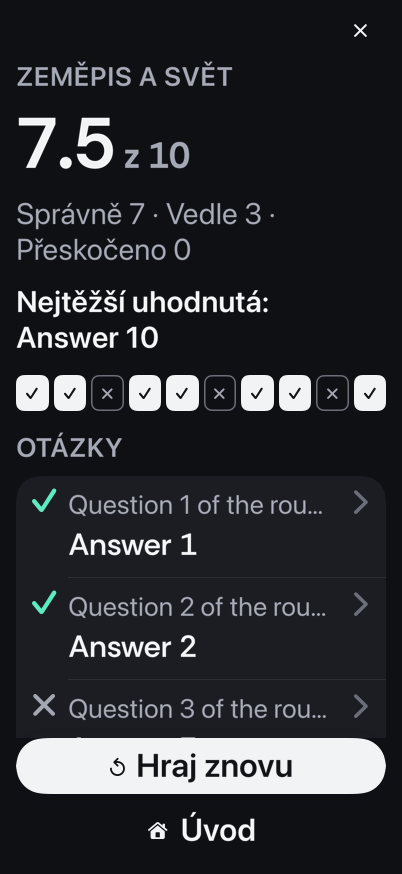 ZEMĚPIS A SVĚT
7.5 z 10
Správně 7 · Vedle 3 ·
Přeskočeno 0
Nejtěžší uhodnutá:
Answer 10
OTÁZKY
Question 1 of the rou...
Answer 1
Question 2 of the rou...
Answer 2
Question 3 of the rou...
Hraj znovu
Úvod